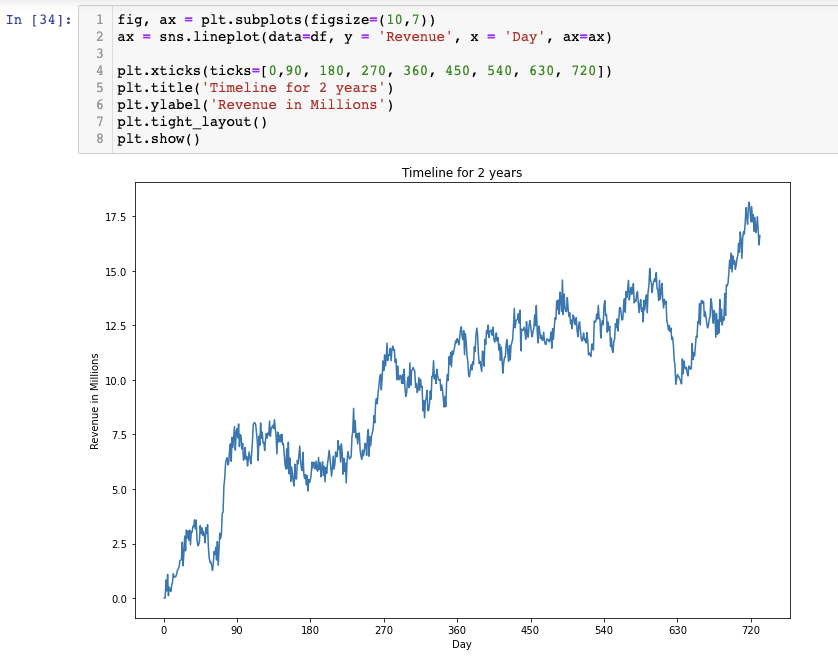 In [34]:
1 fig, ax = plt.subplots(figsize=(10,7))
2 ax = sns.lineplot(data=df, y = 'Revenue', x = 'Day', ax=ax)
3
4 plt.xticks(ticks=[0,90, 180, 270, 360, 450, 540, 630, 720])
5 plt.title('Timeline for 2 years')
6 plt.ylabel('Revenue in Millions')
7 plt.tight_layout()
8 plt.show()
Timeline for 2 years
17.5
15.0
12.5
10.0
7.5
5.0
2.5
0.0
Revenue in Millions
0 90 180 270 360 450 540 630 720
Day